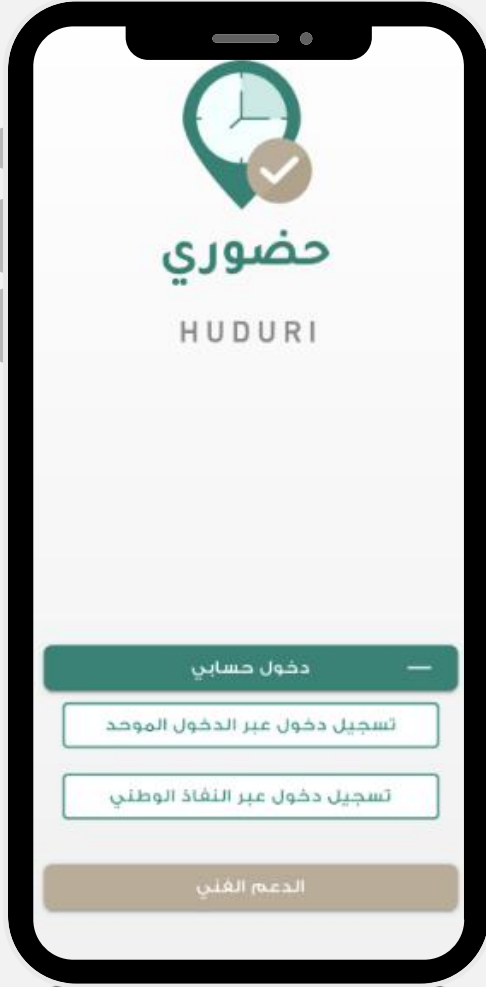 حضوري
HUDURI
دخول حسابي
تسجيل دخول عبر الدخول الموحد
تسجيل دخول عبر النفاذ الوطني
الدعم الفني